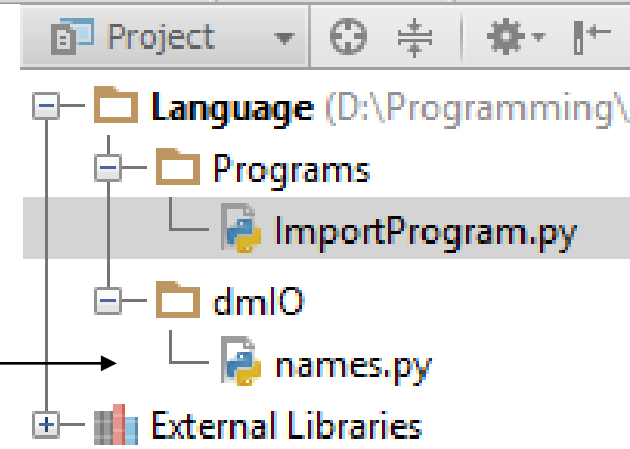 Project
Language (D:\Programming\
Programs
ImportProgram.py
dmIO
names.py
External Libraries